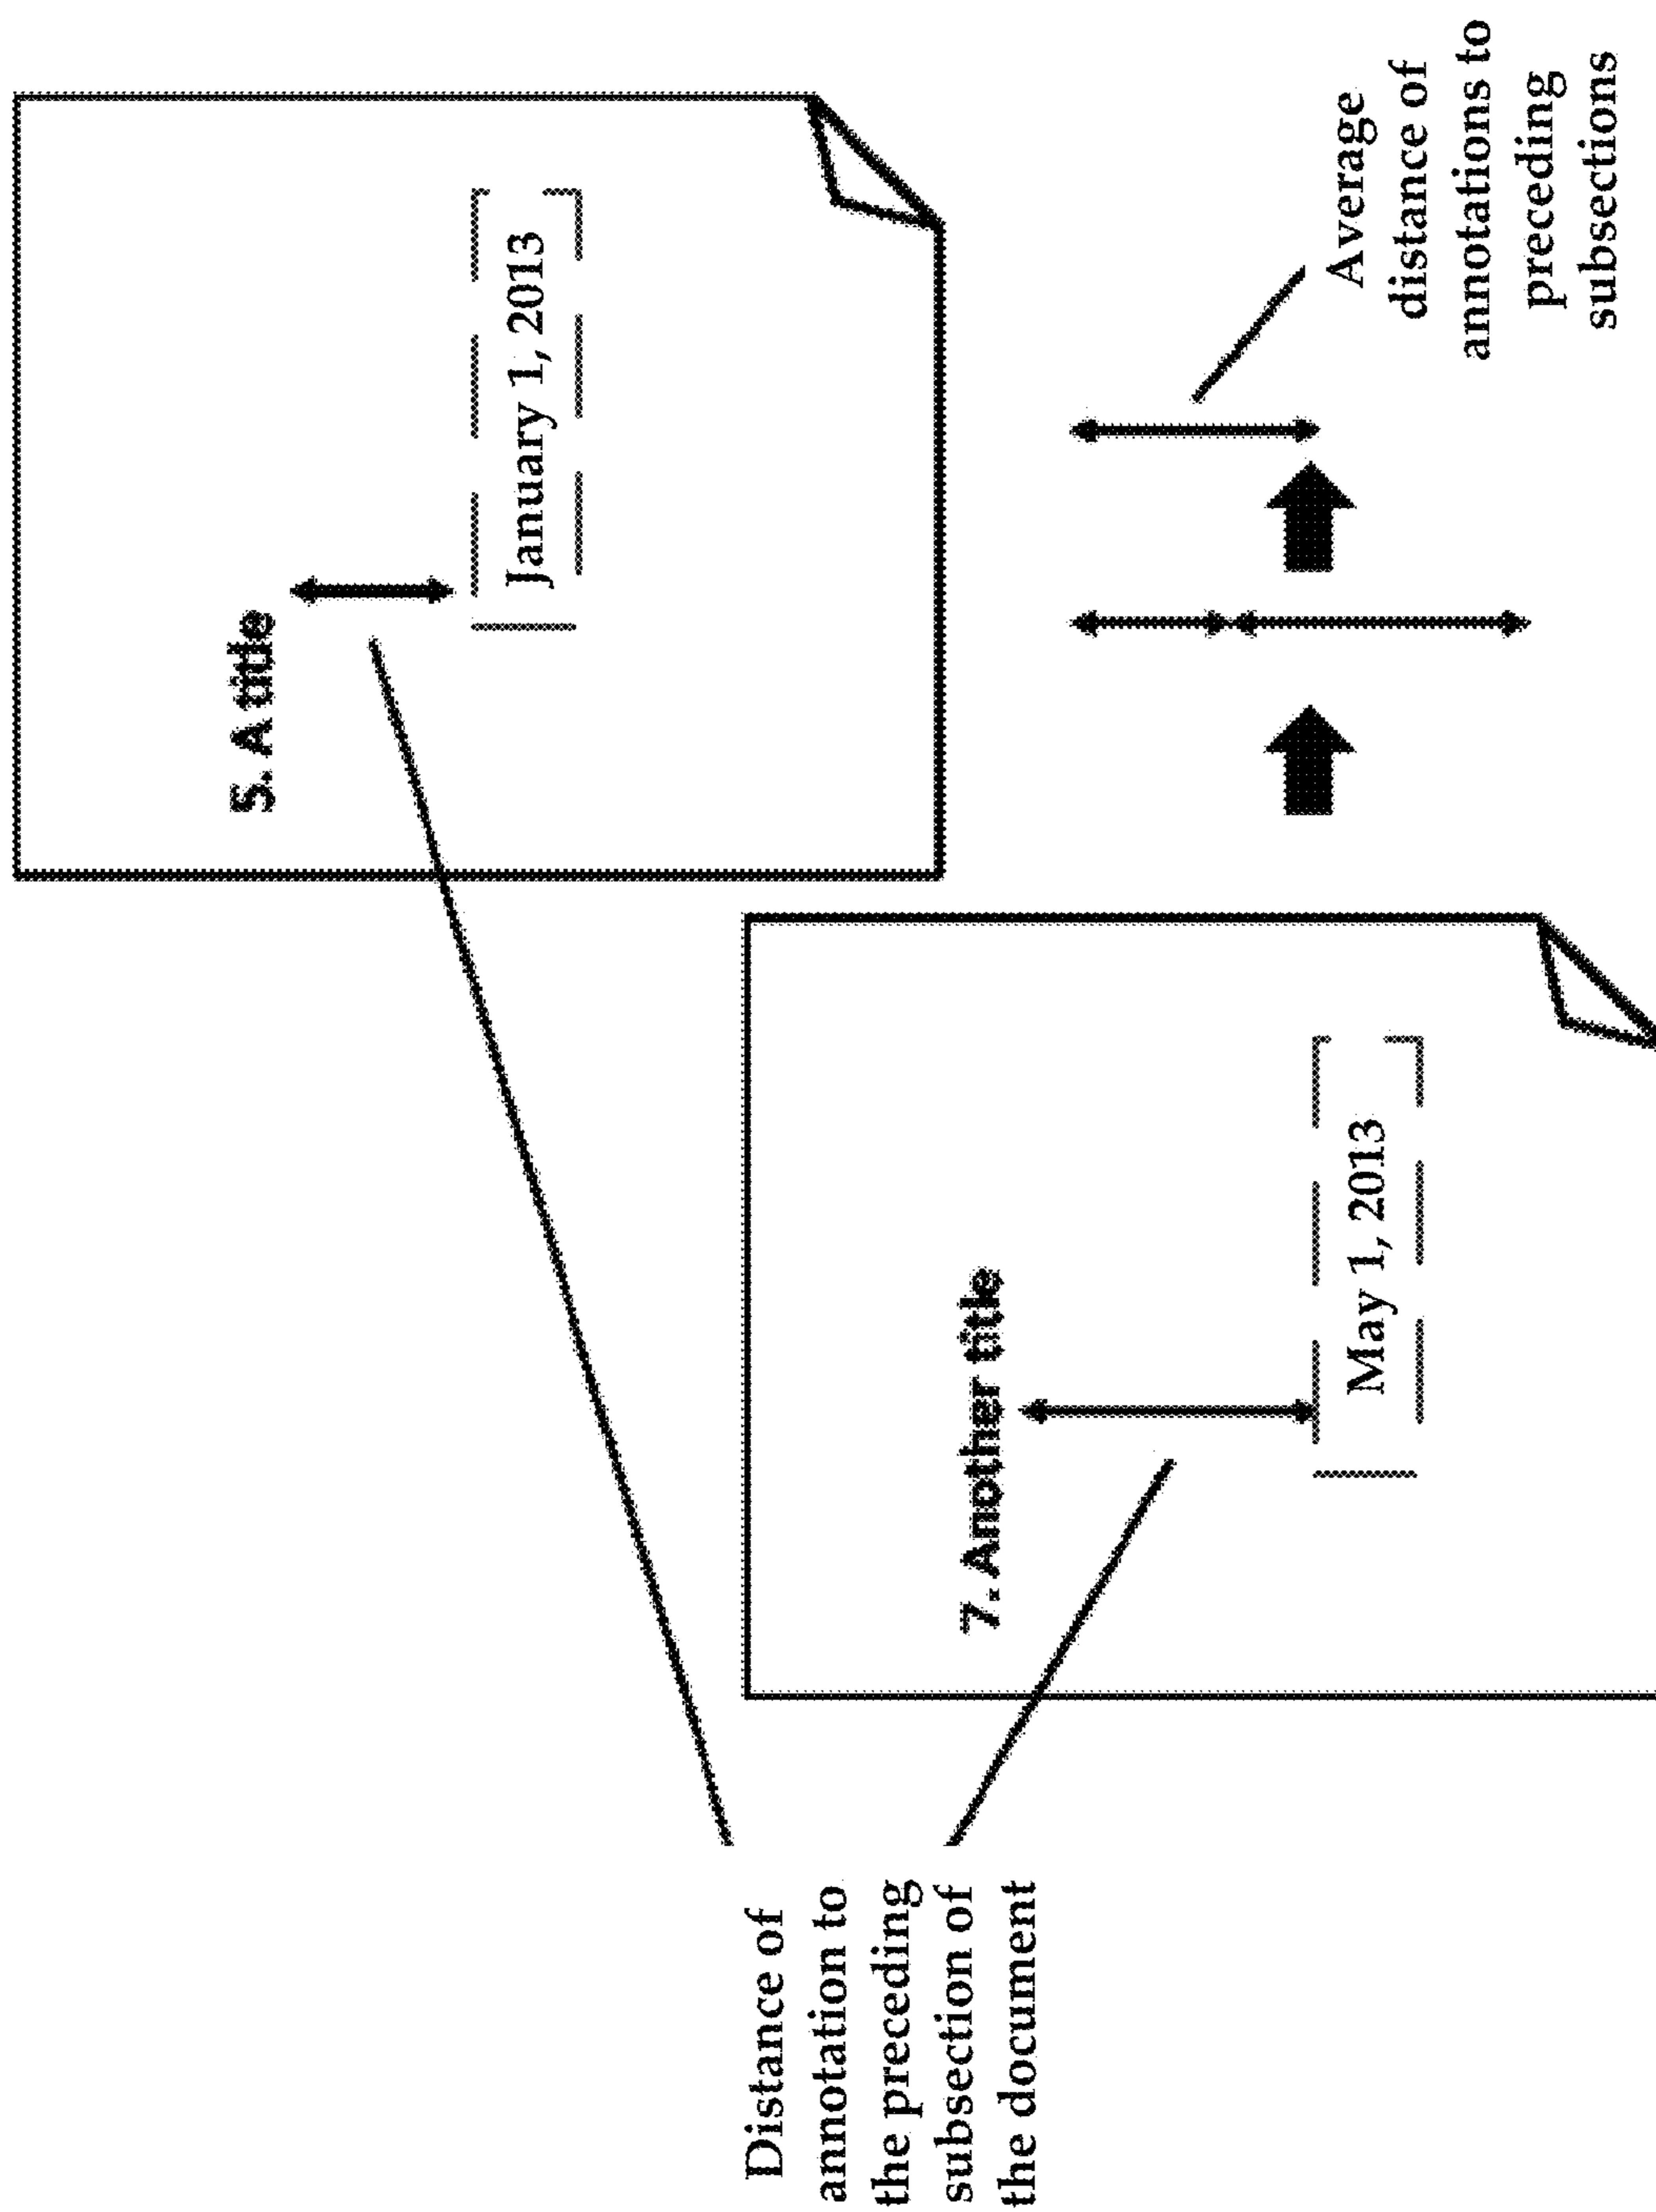 5. A title
January 1, 2013
Distance of
annotation to
the preceding
subsection of
the document
7. Another title
May 1, 2013
Average
distance of
annotations to
preceding
subsections